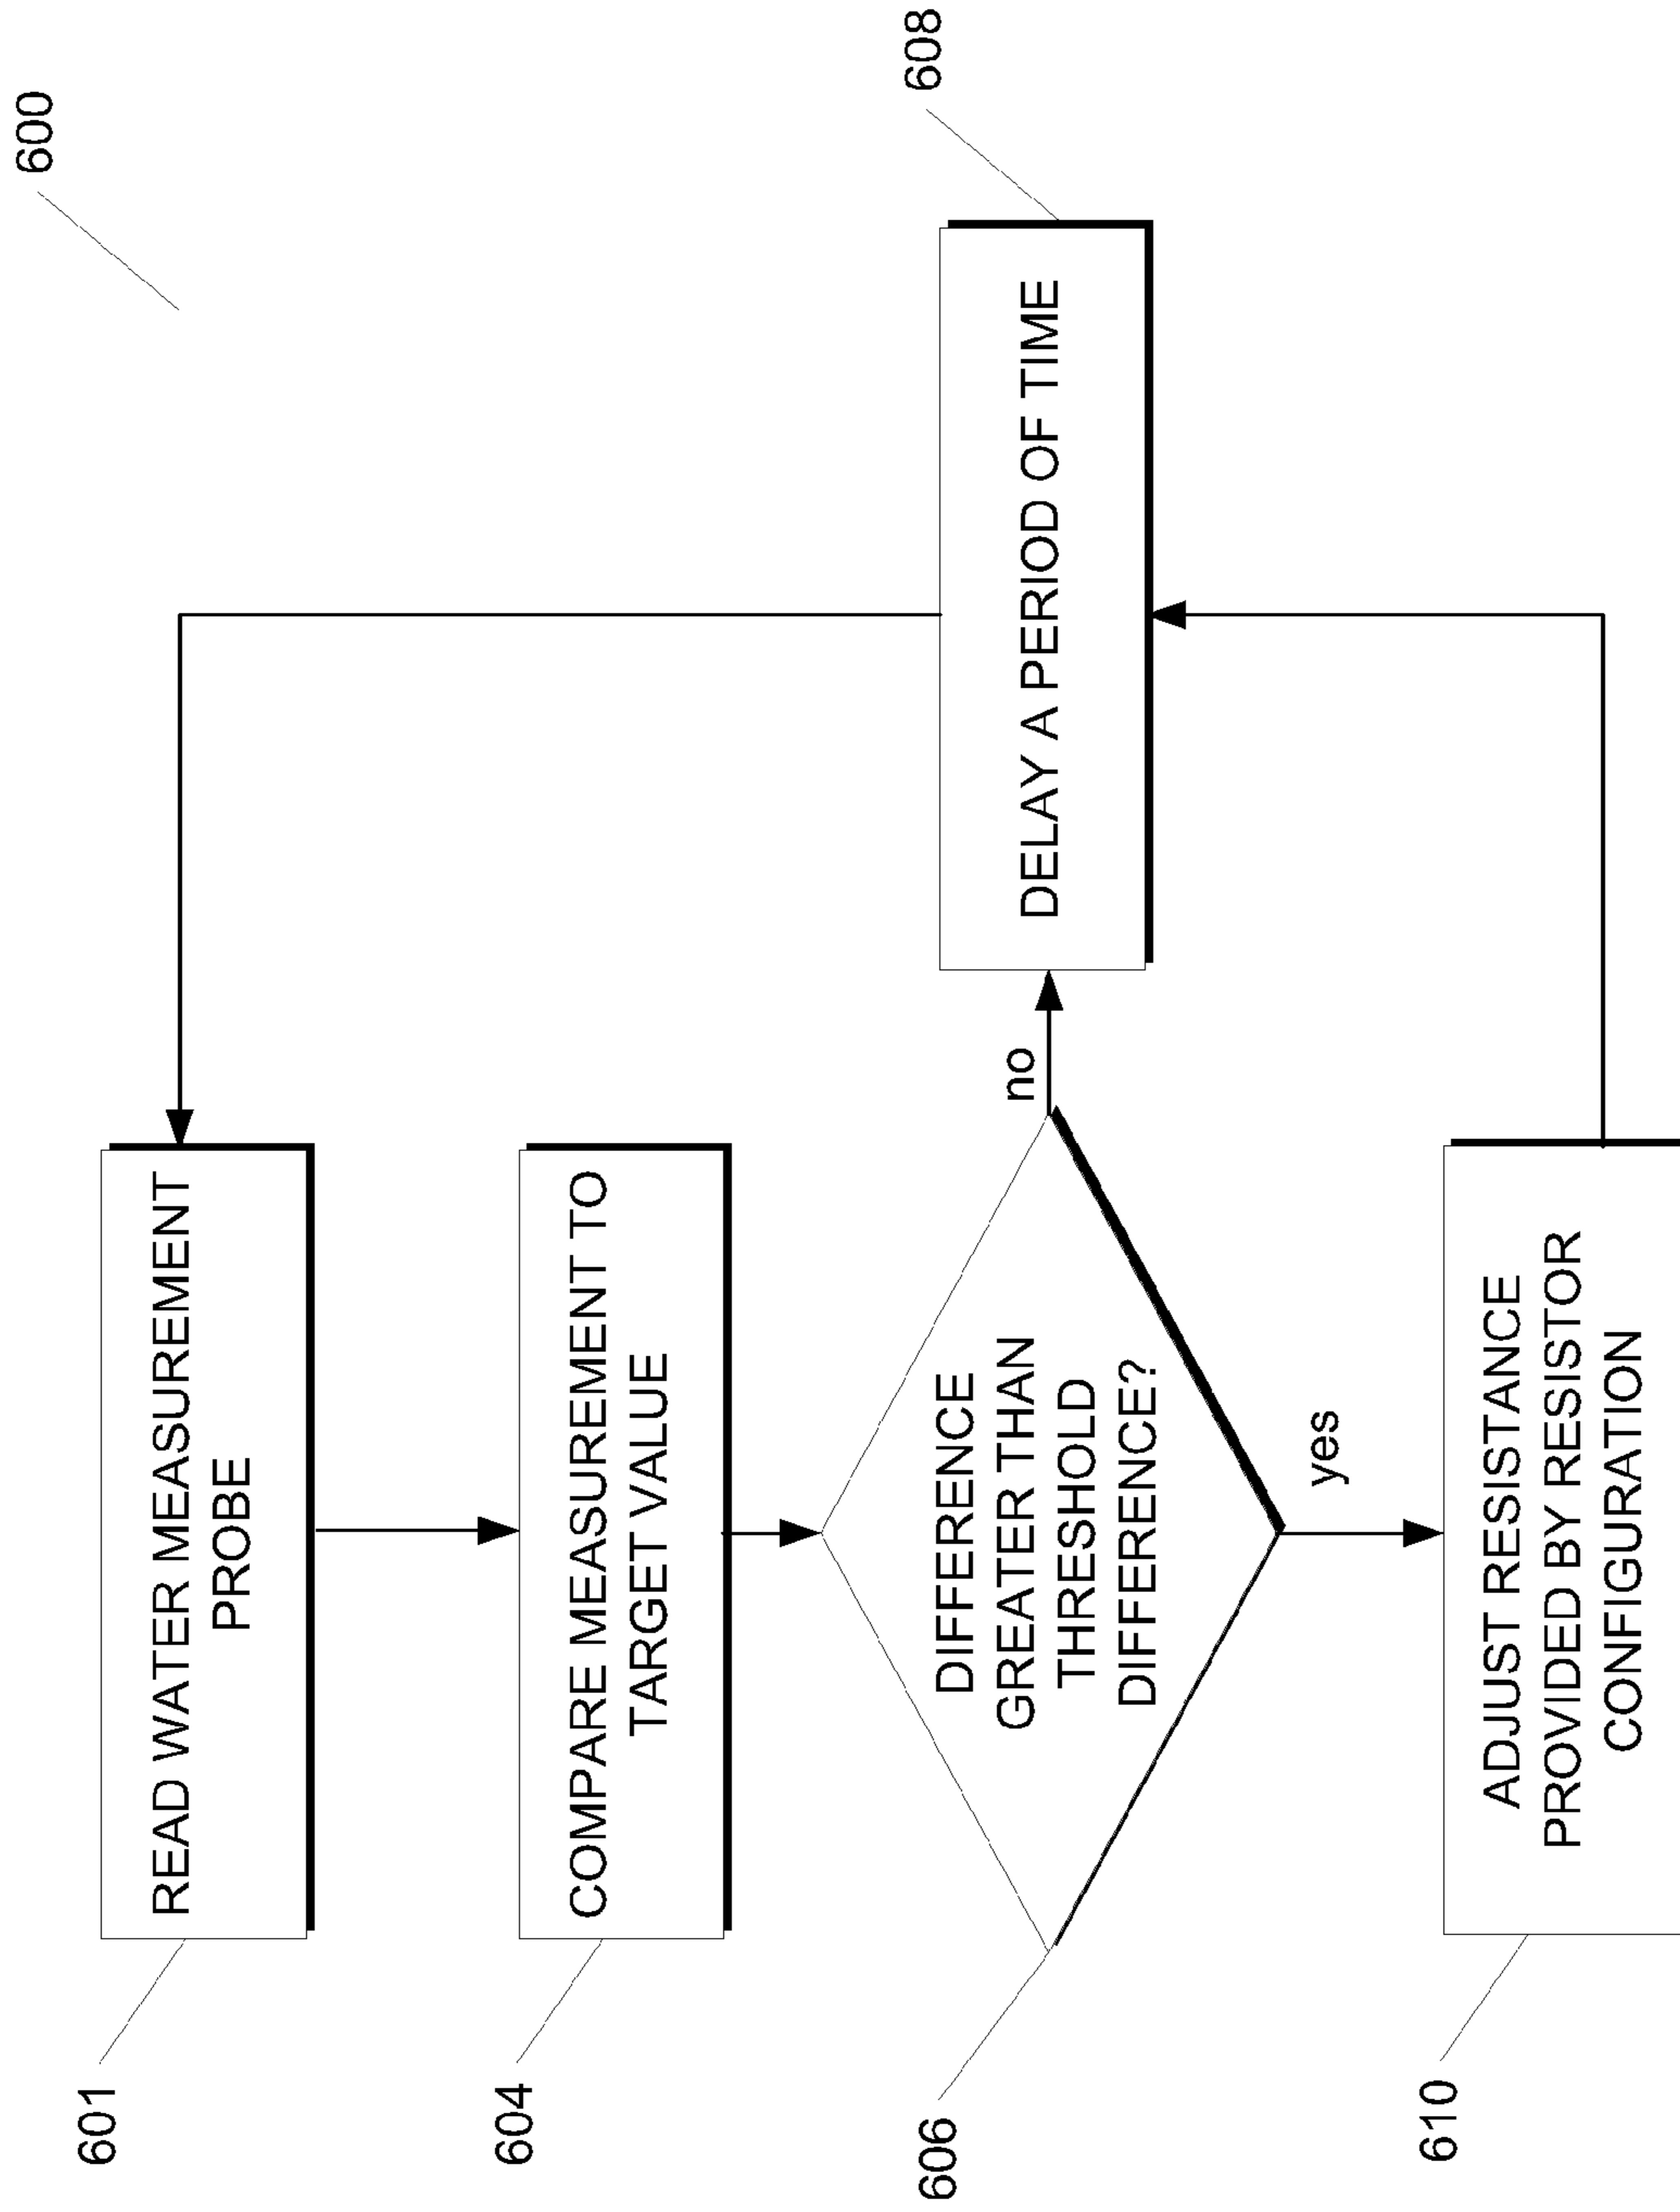 600
601
READ WATER MEASUREMENT
PROBE
604
COMPARE MEASUREMENT TO
TARGET VALUE
606
DIFFERENCE
GREATER THAN
THRESHOLD
DIFFERENCE?
no
608
DELAY A PERIOD OF TIME
yes
610
ADJUST RESISTANCE
PROVIDED BY RESISTOR
CONFIGURATION